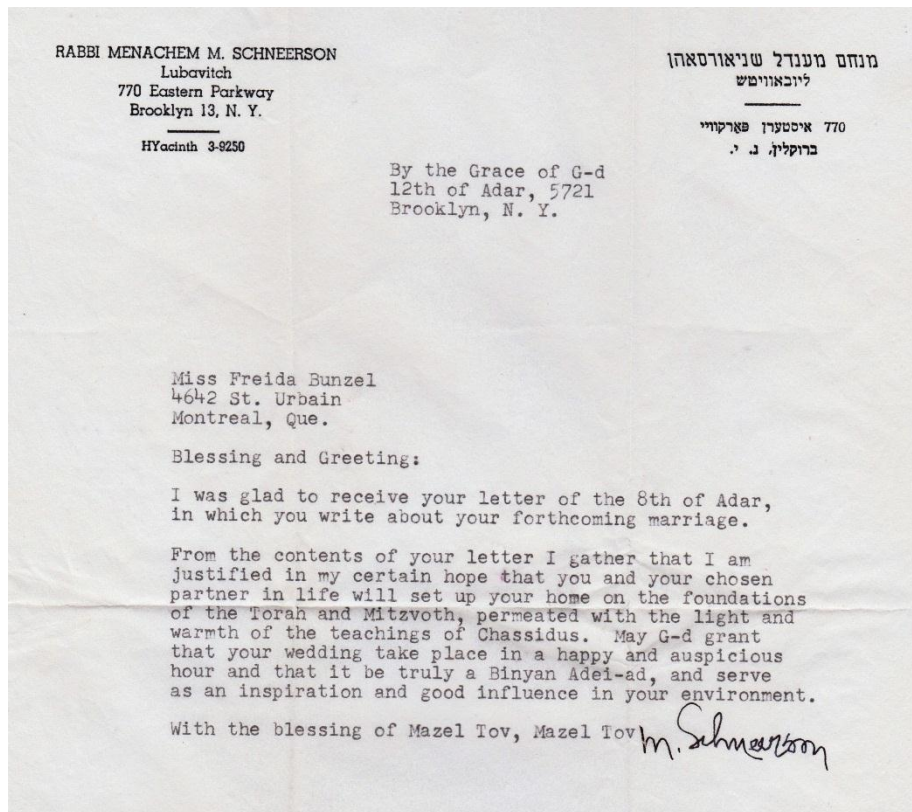 RABBI MENACHEM M. SCHNEERSON
Lubavitch
770 Eastern Parkway
Brooklyn 13, N. Y.
HYacinth 3-9250
מנחם מענדל שניאורסאהן
ליובאוויטש
770 איסטערן פארקוויי
ברוקלין, נ. י.
By the Grace of G-d
12th of Adar, 5721
Brooklyn, N. Y.
Miss Freida Bunzel
4642 St. Urbain
Montreal, Que.
Blessing and Greeting:
I was glad to receive your letter of the 8th of Adar,
in which you write about your forthcoming marriage.
From the contents of your letter I gather that I am
justified in my certain hope that you and your chosen
partner in life will set up your home on the foundations
of the Torah and Mitzvoth, permeated with the light and
warmth of the teachings of Chassidus. May G-d grant
that your wedding take place in a happy and auspicious
hour and that it be truly a Binyan Adei-ad, and serve
as an inspiration and good influence in your environment.
With the blessing of Mazel Tov, Mazel Tov
M. Schneerson